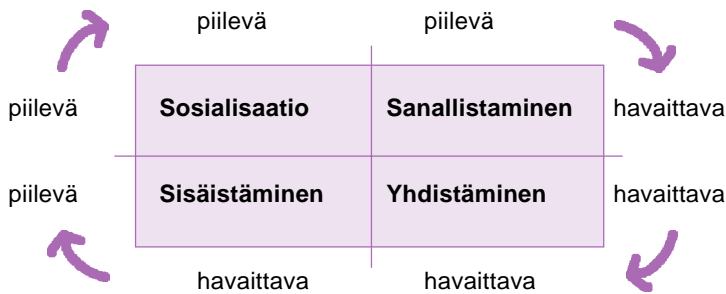 piilevä piilevä
piilevä Sosialisaatio Sanallistaminen havaittava
piilevä Sisäistäminen Yhdistäminen havaittava
havaittava havaittava